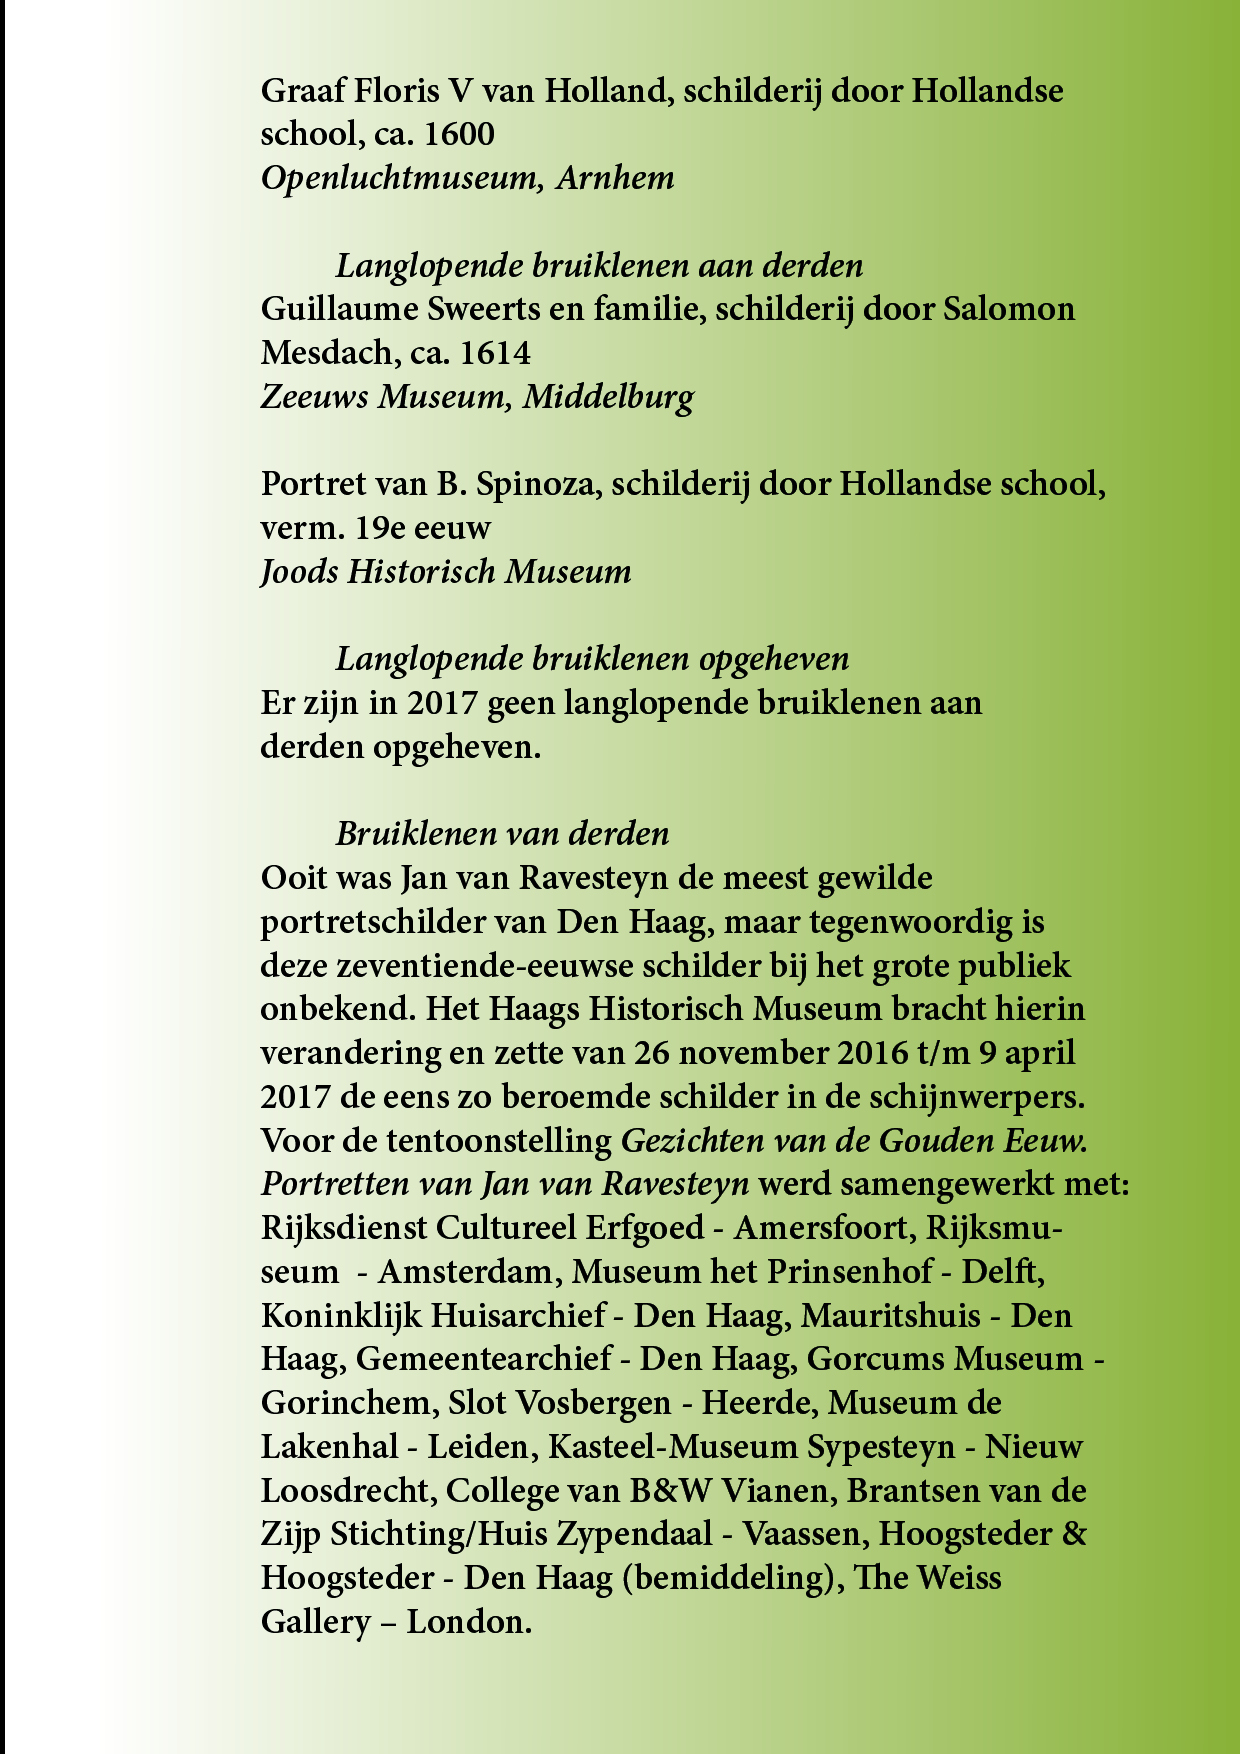 Graaf Floris V van Holland, schilderij door Hollandse
school, ca. 1600
Openluchtmuseum, Arnhem
Langlopende bruiklenen aan derden
Guillaume Sweerts en familie, schilderij door Salomon
Mesdach, ca. 1614
Zeeuws Museum, Middelburg
Portret van B. Spinoza, schilderij door Hollandse school,
verm. 19e eeuw
Joods Historisch Museum
Langlopende bruiklenen opgeheven
Er zijn in 2017 geen langlopende bruiklenen aan
derden opgeheven.
Bruiklenen van derden
Ooit was Jan van Ravesteyn de meest gewilde
portretschilder van Den Haag, maar tegenwoordig is
deze zeventiende-eeuwse schilder bij het grote publiek
onbekend. Het Haags Historisch Museum bracht hierin
verandering en zette van 26 november 2016 t/m 9 april
2017 de eens zo beroemde schilder in de schijnwerpers.
Voor de tentoonstelling Gezichten van de Gouden Eeuw.
Portretten van Jan van Ravesteyn werd samengewerkt met:
Rijksdienst Cultureel Erfgoed - Amersfoort, Rijksmu-
seum  - Amsterdam, Museum het Prinsenhof - Delft,
Koninklijk Huisarchief - Den Haag, Mauritshuis - Den
Haag, Gemeentearchief - Den Haag, Gorcums Museum -
Gorinchem, Slot Vosbergen - Heerde, Museum de
Lakenhal - Leiden, Kasteel-Museum Sypesteyn - Nieuw
Loosdrecht, College van B&W Vianen, Brantsen van de
Zijp Stichting/Huis Zypendaal - Vaassen, Hoogsteder &
Hoogsteder - Den Haag (bemiddeling), The Weiss
Gallery – London.